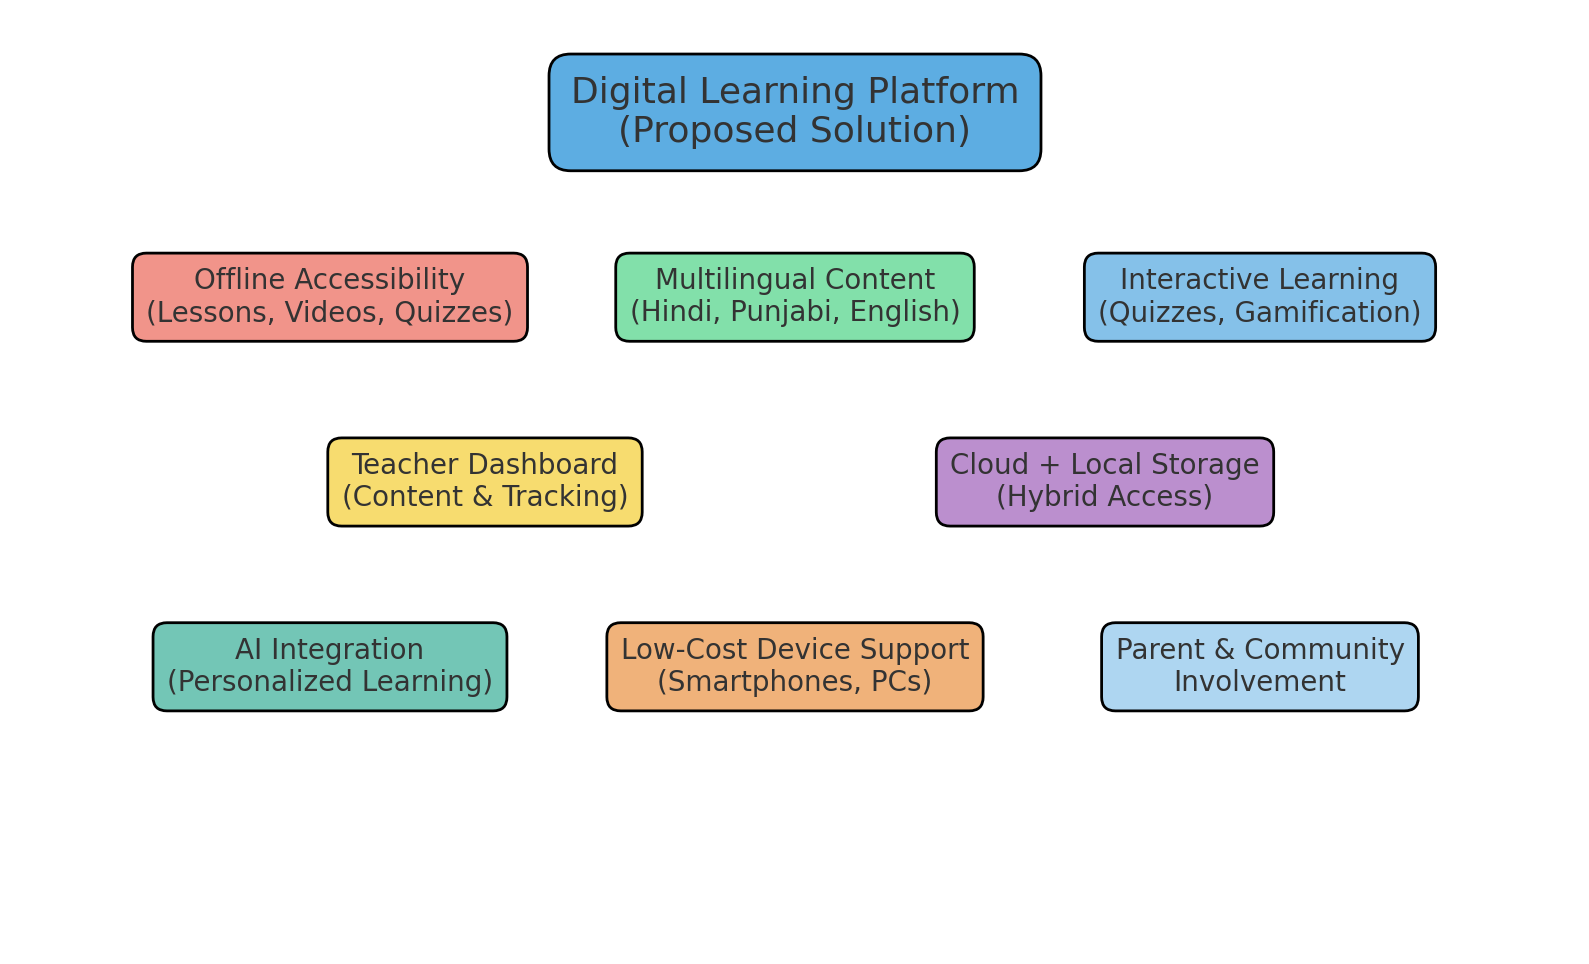 Digital Learning Platform
(Proposed Solution)
Offline Accessibility
(Lessons, Videos, Quizzes)
Multilingual Content
(Hindi, Punjabi, English)
Interactive Learning
(Quizzes, Gamification)
Teacher Dashboard
(Content & Tracking)
Cloud + Local Storage
(Hybrid Access)
AI Integration
(Personalized Learning)
Low-Cost Device Support
(Smartphones, PCs)
Parent & Community
Involvement